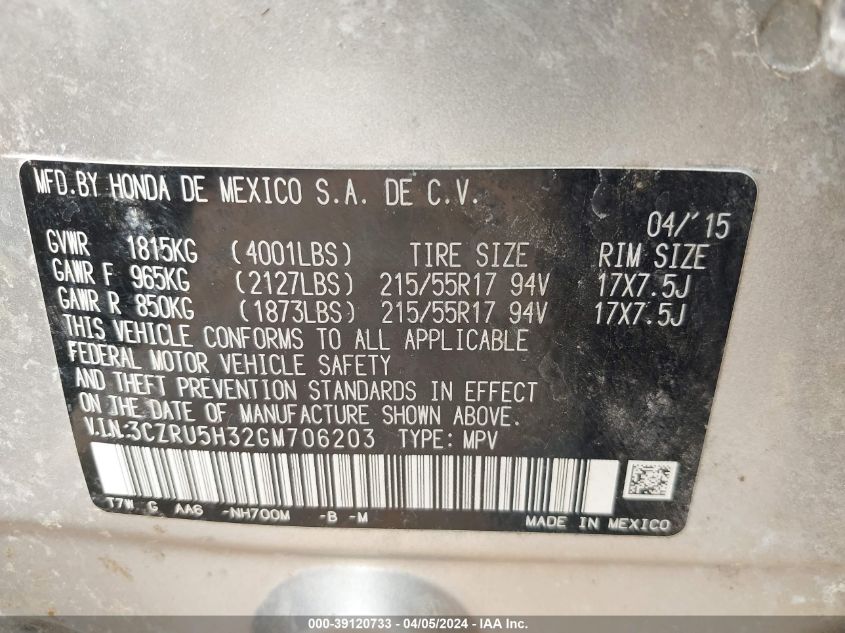 MFD.BY HONDA DE MEXICO S.A. DE C.V.
04/'15
GVWR 1815KG (4001LBS) TIRE SIZE RIM SIZE
GAWR F 965KG (2127LBS) 215/55R17 94V 17X7.5J
GAWR R 850KG (1873LBS) 215/55R17 94V 17X7.5J
THIS VEHICLE CONFORMS TO ALL APPLICABLE
FEDERAL MOTOR VEHICLE SAFETY
AND THEFT PREVENTION STANDARDS IN EFFECT
ON THE DATE OF MANUFACTURE SHOWN ABOVE.
V.I.N:3CZRU5H32GM706203 TYPE:MPV
T7W G AA6 -NH700M -B -M
MADE IN MEXICO
000-39120733 - 04/05/2024 - IAA Inc.